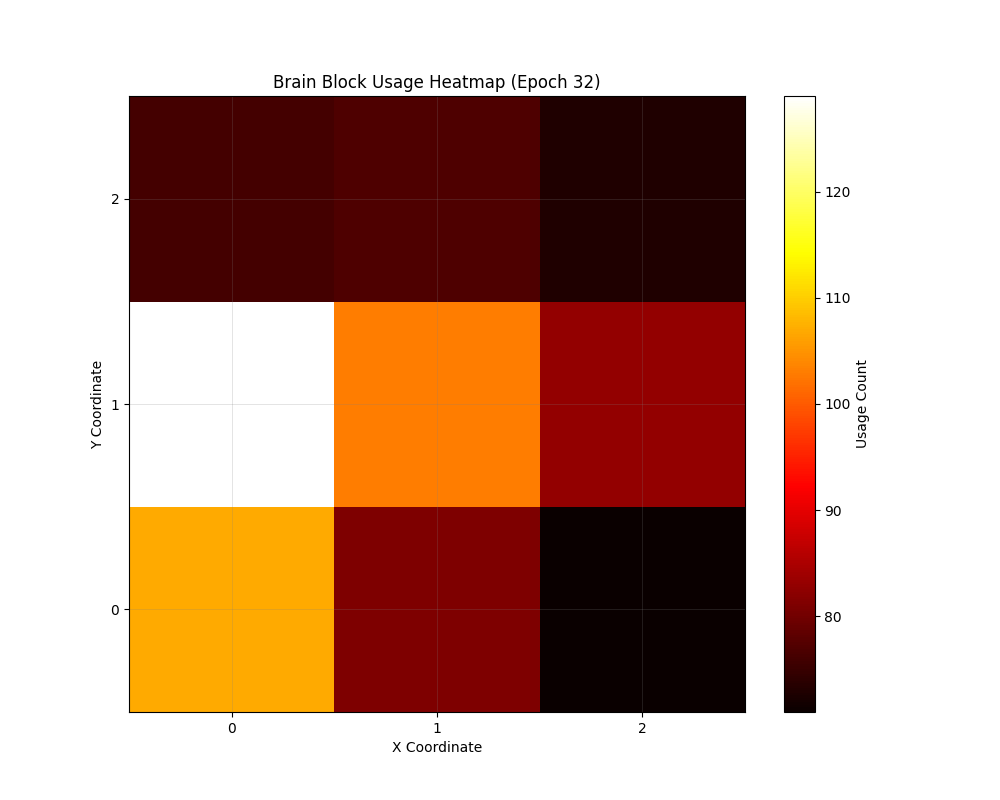 Brain Block Usage Heatmap (Epoch 32)
2
1
0
Y Coordinate
0 1 2
X Coordinate
120
110
100
90
80
Usage Count